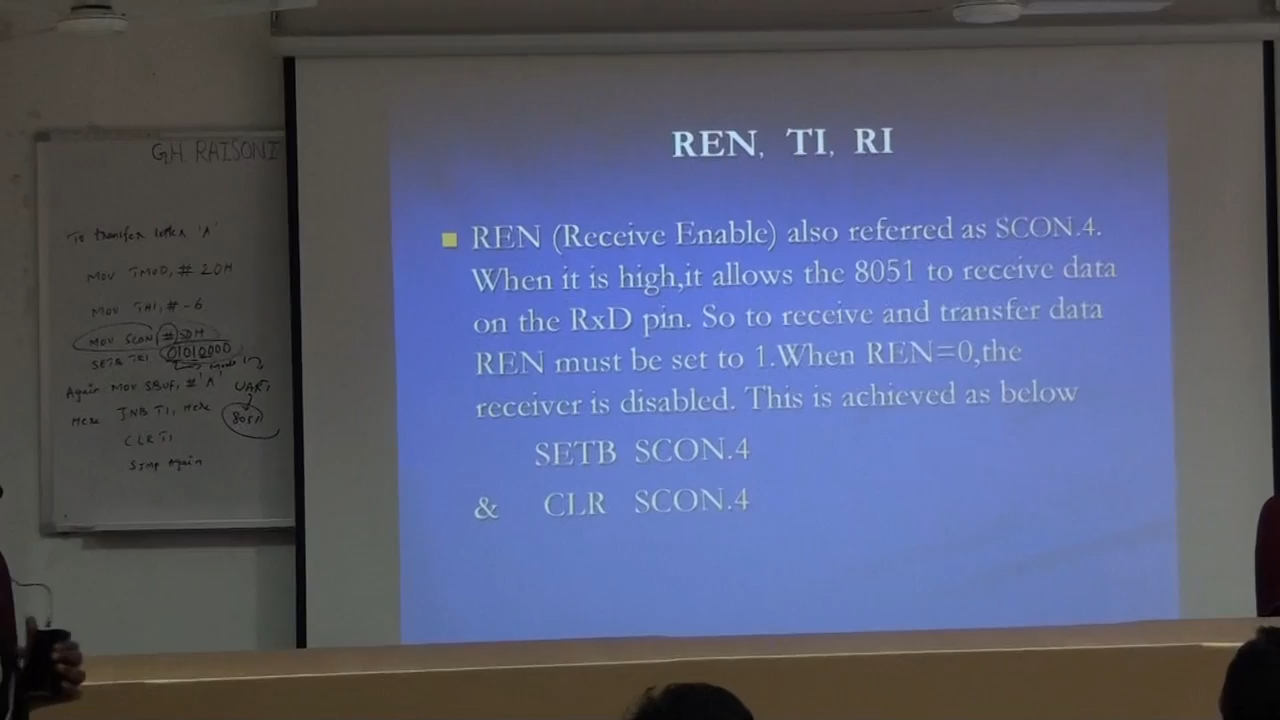 G.H. RAISONI
To transfer letter 'A'
MOV TMOD, # 20H
MOV TH1, # -6
MOV SCON, # 50H
SETB TR1 01010000
Again MOV SBUF, # 'A' UART
Here JNB TI, Here 8051
CLR TI
SJMP Again
REN, TI, RI
REN (Receive Enable) also referred as SCON.4.
When it is high,it allows the 8051 to receive data
on the RxD pin. So to receive and transfer data
REN must be set to 1.When REN=0,the
receiver is disabled. This is achieved as below
SETB SCON.4
& CLR SCON.4